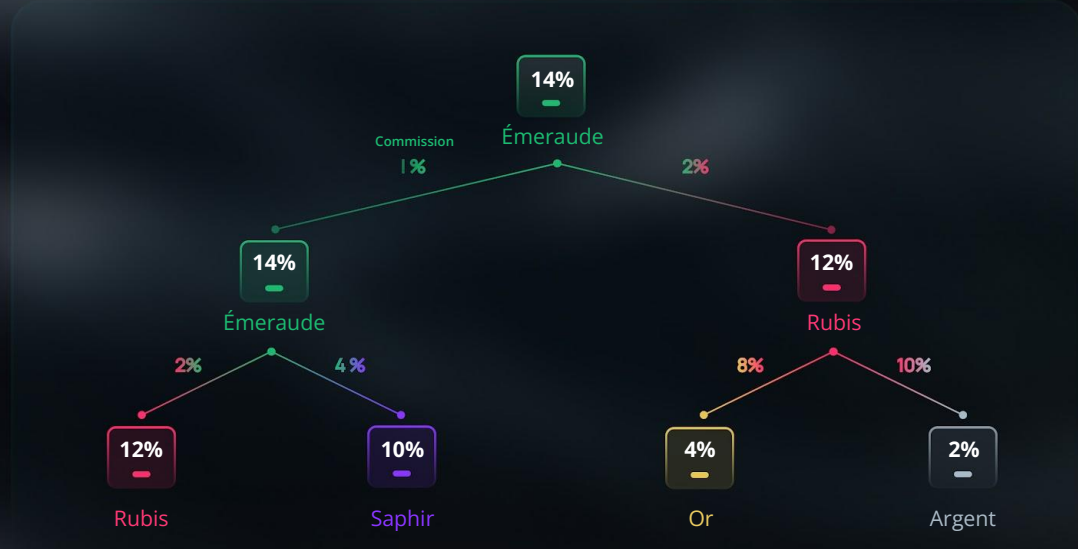 14%
Émeraude
Commission
1%
2%
14%
Émeraude
12%
Rubis
2%
4%
8%
10%
12%
Rubis
10%
Saphir
4%
Or
2%
Argent